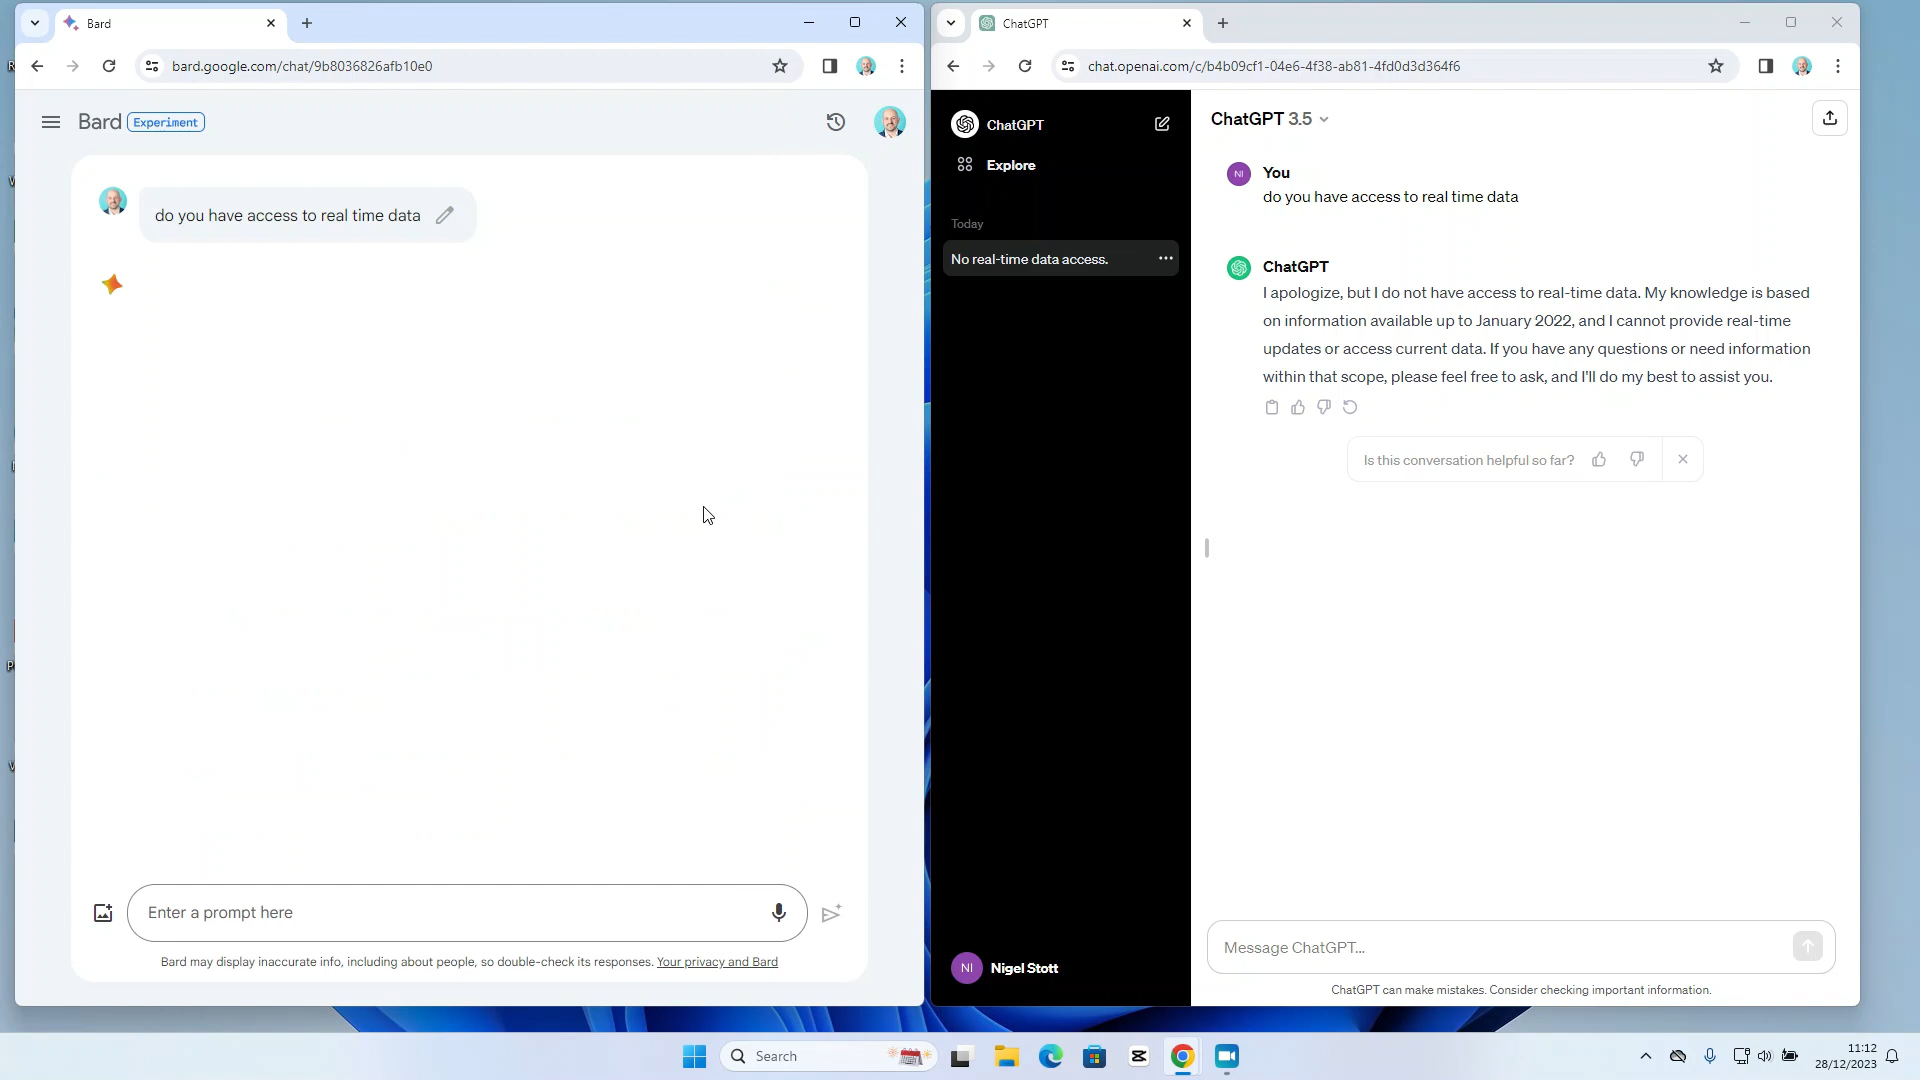 Bard
bard.google.com/chat/9b8036826afb10e0
Bard Experiment
do you have access to real time data
Enter a prompt here
Bard may display inaccurate info, including about people, so double-check its responses. Your privacy and Bard
ChatGPT
chat.openai.com/c/b4b09cf1-04e6-4f38-ab81-4fd0d3d364f6
ChatGPT
Explore
Today
No real-time data access.
NI Nigel Stott
ChatGPT 3.5
NI You
do you have access to real time data
ChatGPT
I apologize, but I do not have access to real-time data. My knowledge is based
on information available up to January 2022, and I cannot provide real-time
updates or access current data. If you have any questions or need information
within that scope, please feel free to ask, and I'll do my best to assist you.
Is this conversation helpful so far?
Message ChatGPT...
ChatGPT can make mistakes. Consider checking important information.
Search
11:12
28/12/2023